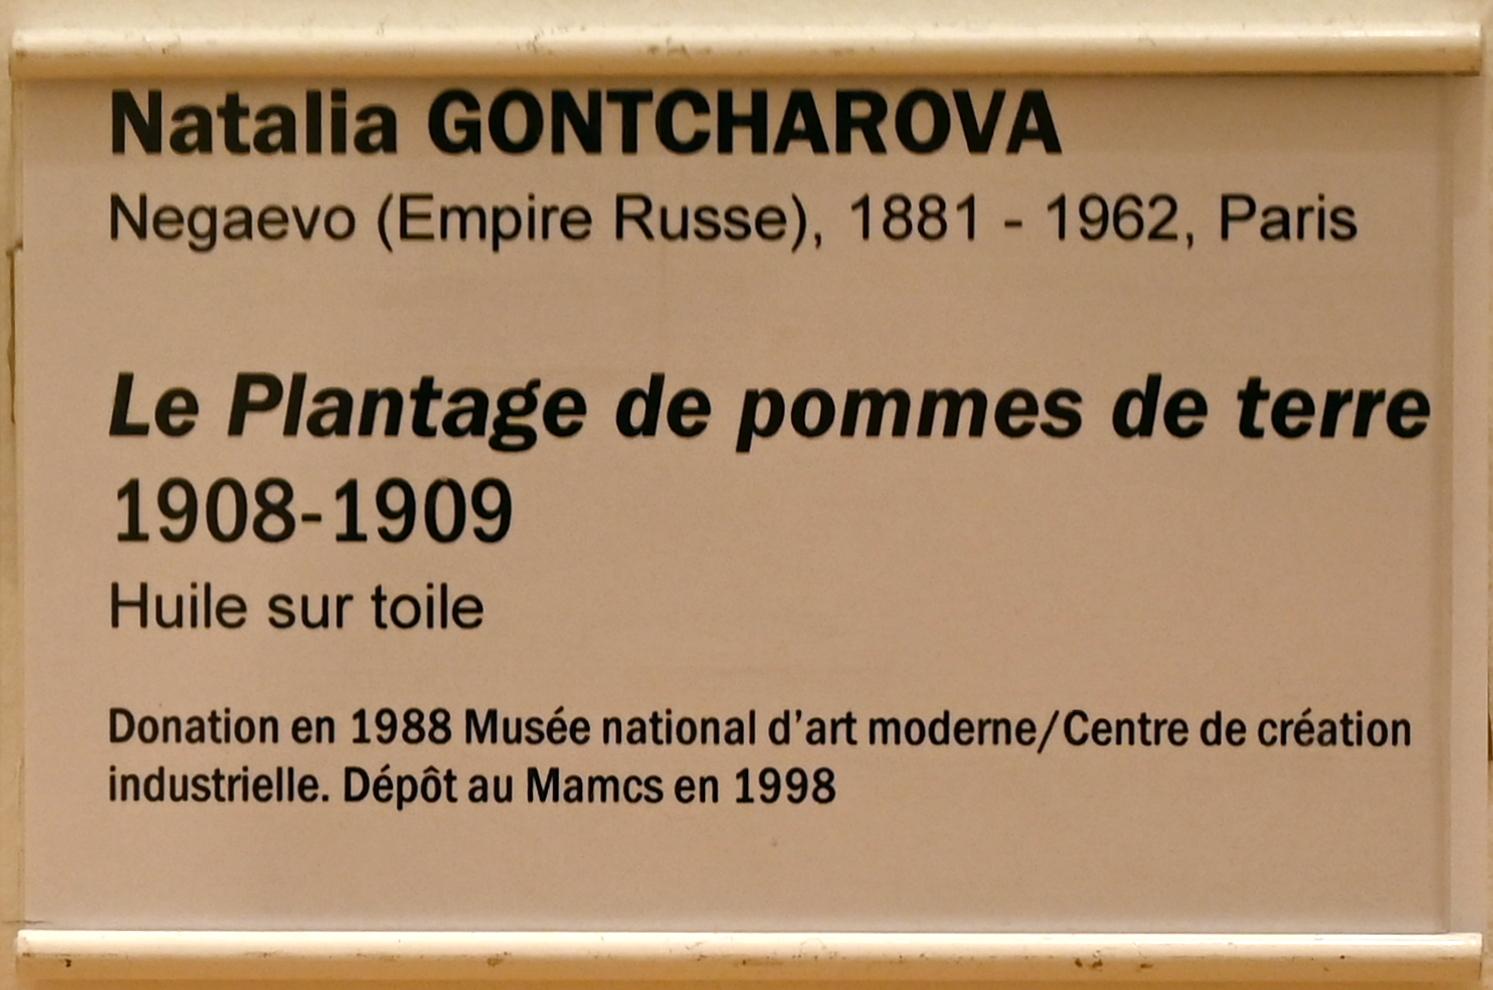 Natalia GONTCHAROVA
Negaevo (Empire Russe), 1881 - 1962, Paris
Le Plantage de pommes de terre
1908-1909
Huile sur toile
Donation en 1988 Musée national d’art moderne/Centre de création
industrielle. Dépôt au Mamcs en 1998